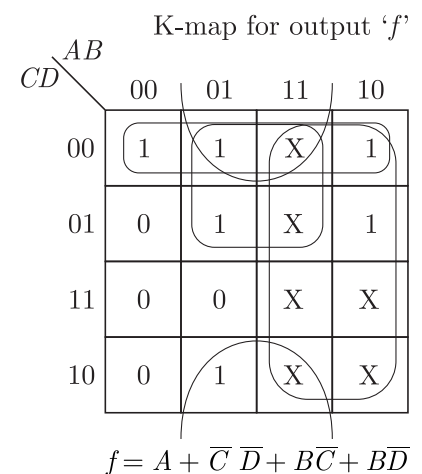 K-map for output ‘f’
AB
CD
00 01 11 10
00 1 1 X 1
01 0 1 X 1
11 0 0 X X
10 0 1 X X
f = A + C̅ D̅ + BC̅ + BD̅